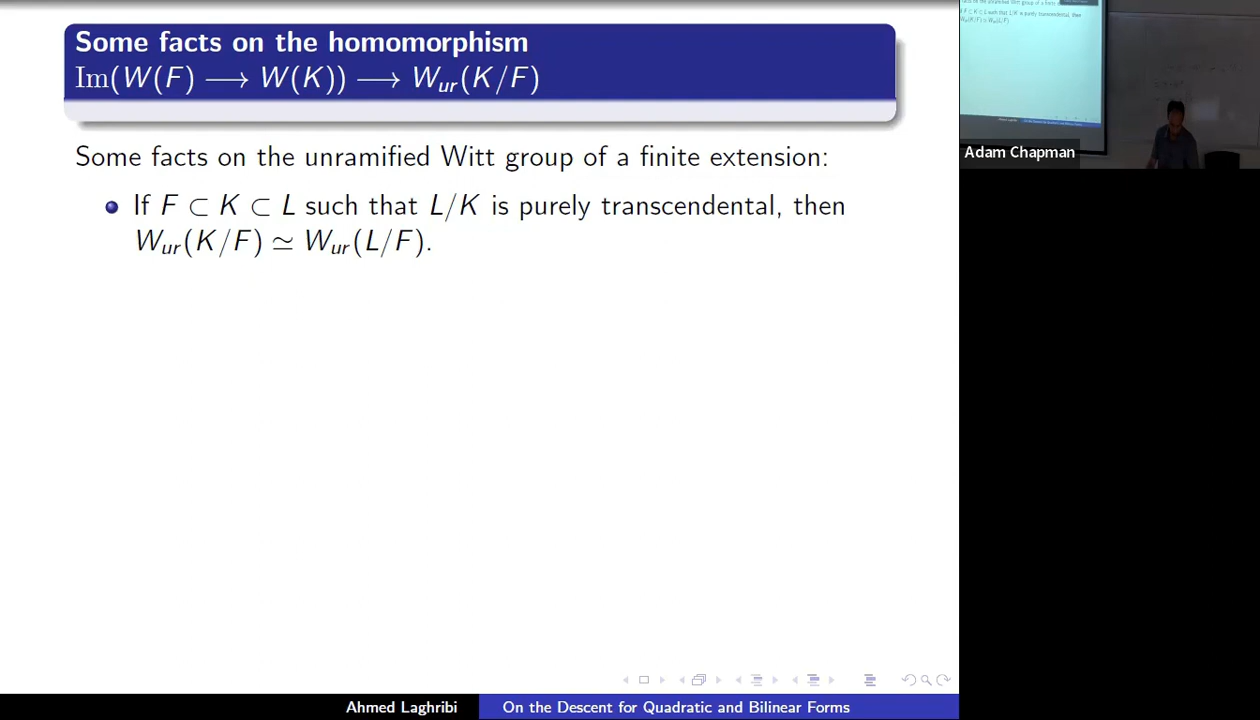 Some facts on the homomorphism
Im(W(F) ⟶ W(K)) ⟶ W_ur(K/F)
Some facts on the unramified Witt group of a finite extension:
If F ⊂ K ⊂ L such that L/K is purely transcendental, then
W_ur(K/F) ≃ W_ur(L/F).
Adam Chapman
Ahmed Laghribi On the Descent for Quadratic and Bilinear Forms